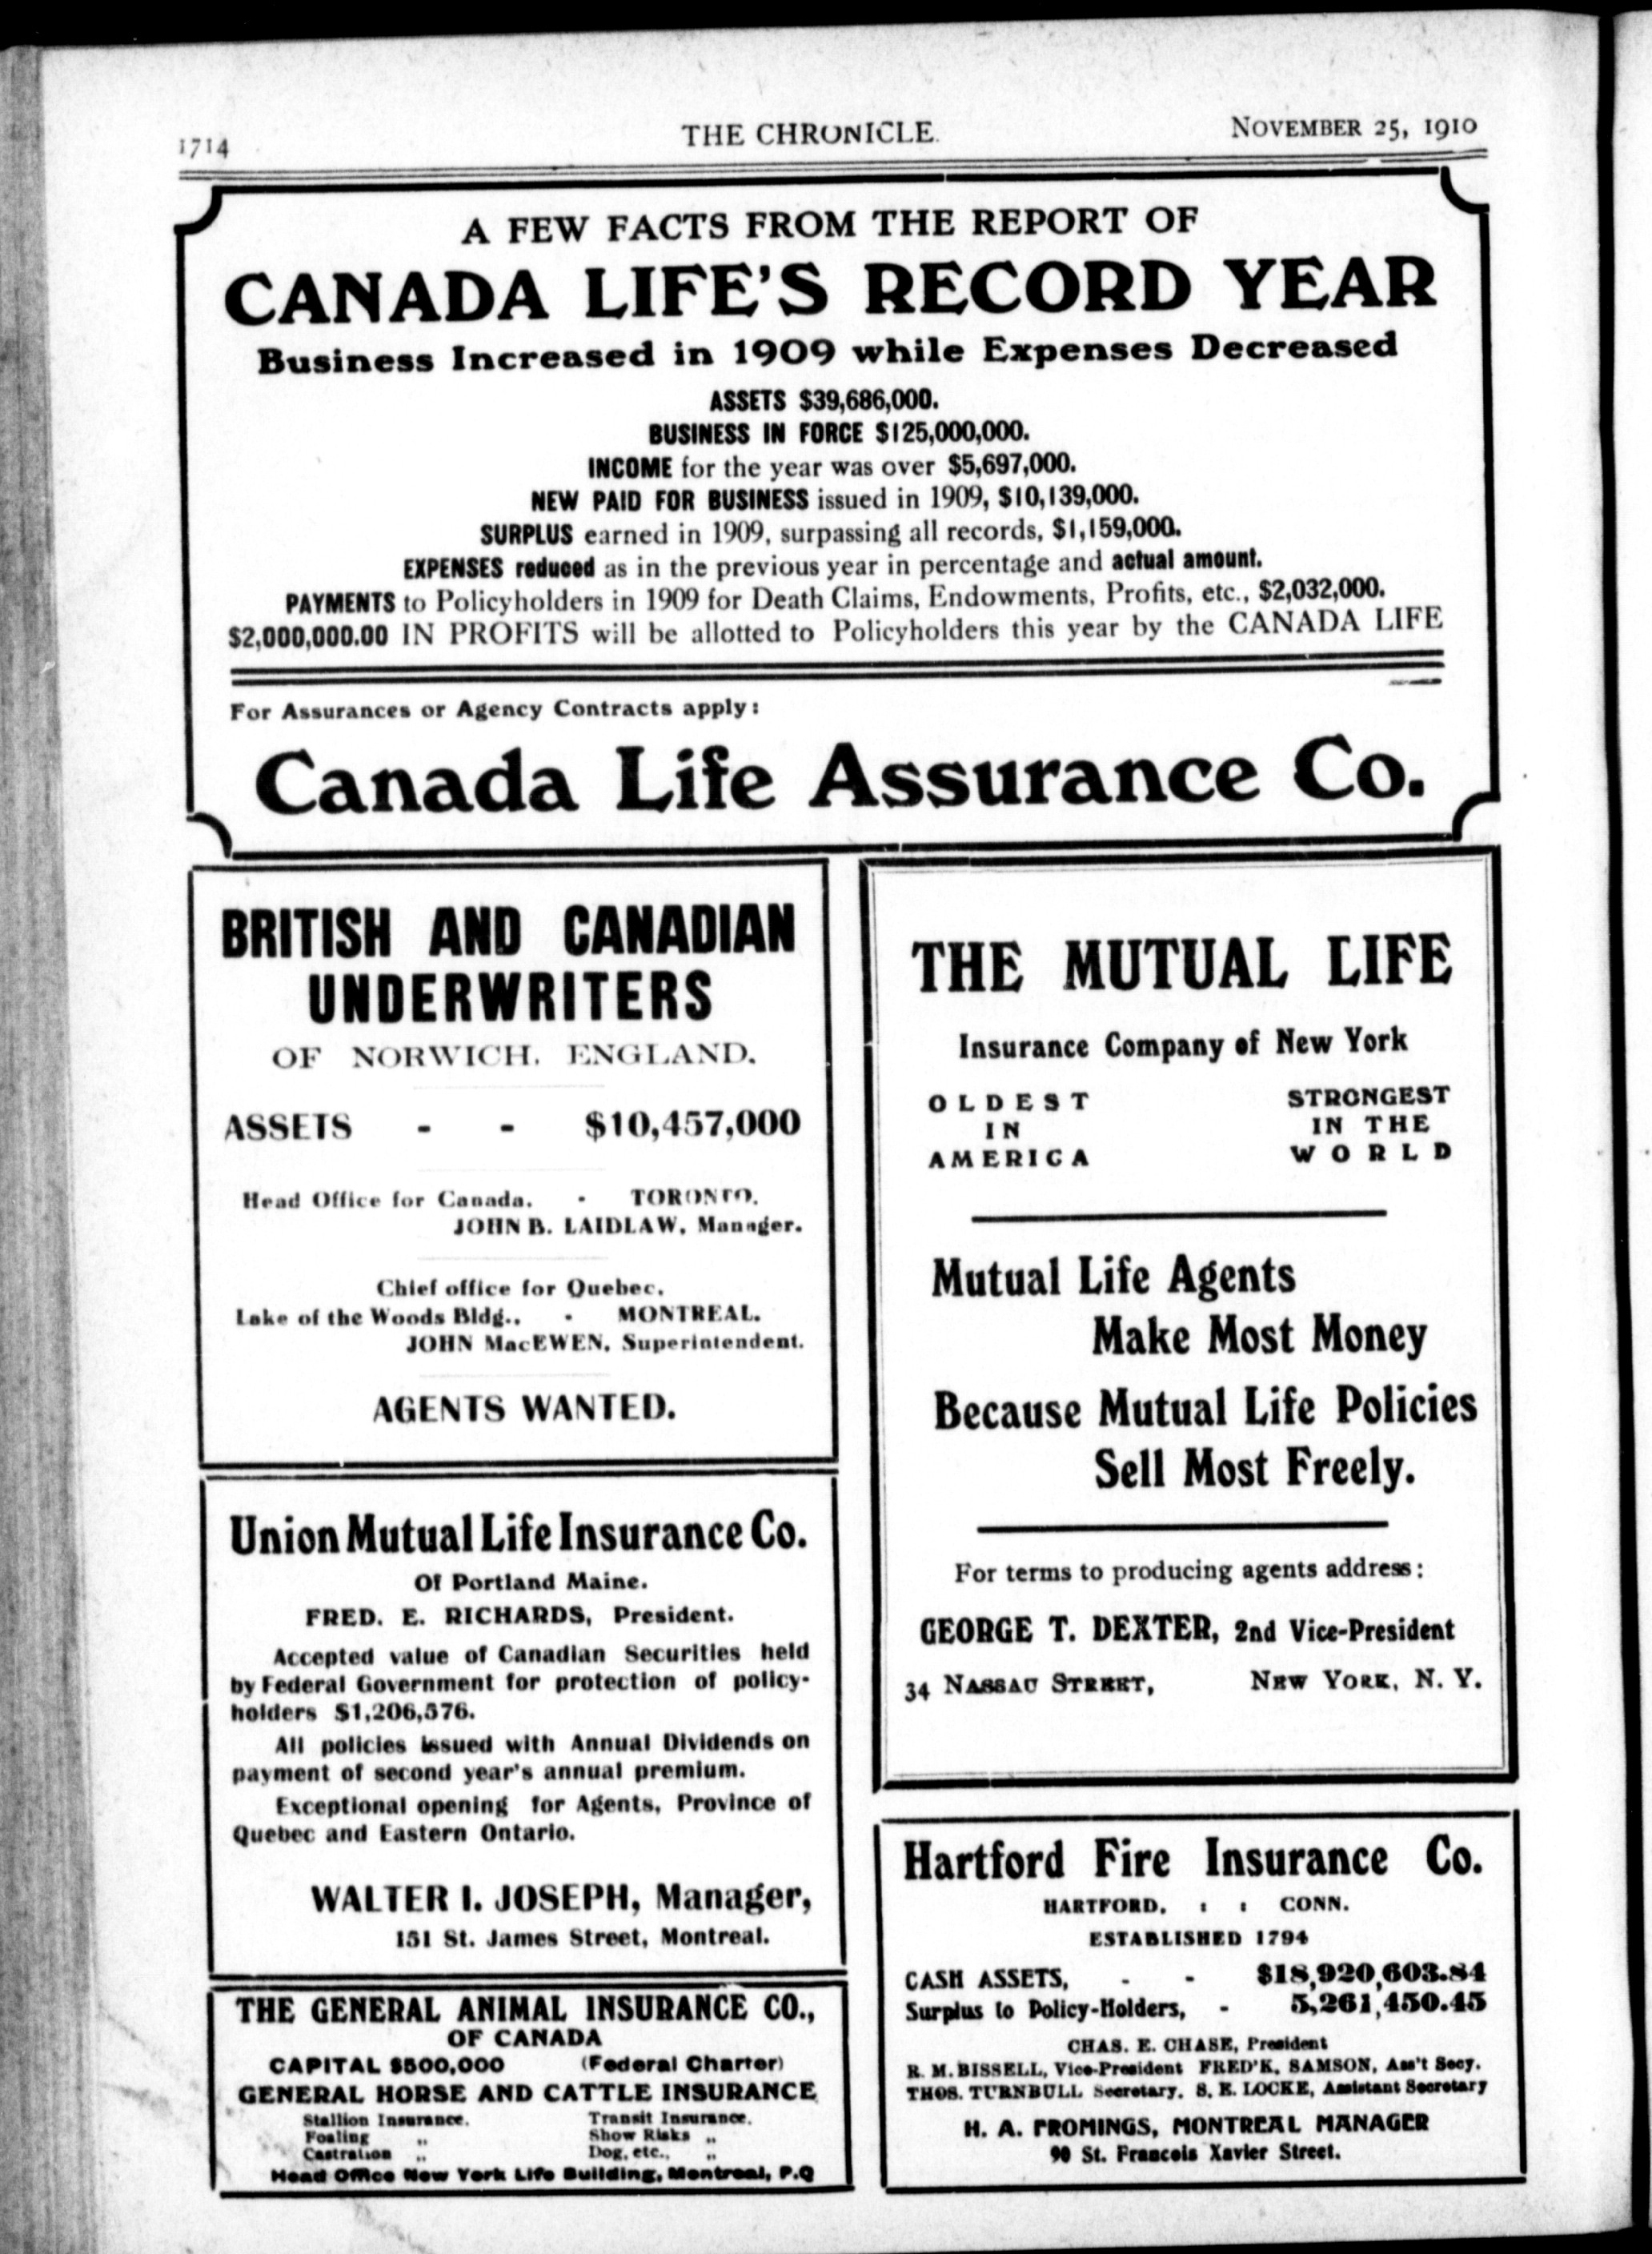 1714
THE CHRONICLE.
NOVEMBER 25, 1910
A FEW FACTS FROM THE REPORT OF
CANADA LIFE'S RECORD YEAR
Business Increased in 1909 while Expenses Decreased
ASSETS $39,686,000.
BUSINESS IN FORCE $125,000,000.
INCOME for the year was over $5,697,000.
NEW PAID FOR BUSINESS issued in 1909, $10,139,000.
SURPLUS earned in 1909, surpassing all records, $1,159,000.
EXPENSES reduced as in the previous year in percentage and actual amount.
PAYMENTS to Policyholders in 1909 for Death Claims, Endowments, Profits, etc., $2,032,000.
$2,000,000.00 IN PROFITS will be allotted to Policyholders this year by the CANADA LIFE
For Assurances or Agency Contracts apply:
Canada Life Assurance Co.
BRITISH AND CANADIAN
UNDERWRITERS
OF NORWICH, ENGLAND.
ASSETS - - $10,457,000
Head Office for Canada. - TORONTO.
JOHN B. LAIDLAW, Manager.
Chief office for Quebec,
Lake of the Woods Bldg., - MONTREAL.
JOHN MacEWEN, Superintendent.
AGENTS WANTED.
Union Mutual Life Insurance Co.
Of Portland Maine.
FRED. E. RICHARDS, President.
Accepted value of Canadian Securities held
by Federal Government for protection of policy-
holders $1,206,576.
All policies issued with Annual Dividends on
payment of second year's annual premium.
Exceptional opening for Agents, Province of
Quebec and Eastern Ontario.
WALTER I. JOSEPH, Manager,
151 St. James Street, Montreal.
THE GENERAL ANIMAL INSURANCE CO.,
OF CANADA
CAPITAL $500,000 (Federal Charter)
GENERAL HORSE AND CATTLE INSURANCE
Stallion Insurance. Transit Insurance.
Foaling „ Show Risks „
Castration „ Dog, etc., „
Head Office New York Life Building, Montreal, P.Q
THE MUTUAL LIFE
Insurance Company of New York
OLDEST STRONGEST
IN IN THE
AMERICA WORLD
Mutual Life Agents
Make Most Money
Because Mutual Life Policies
Sell Most Freely.
For terms to producing agents address:
GEORGE T. DEXTER, 2nd Vice-President
34 NASSAU STREET, NEW YORK, N. Y.
Hartford Fire Insurance Co.
HARTFORD, : : CONN.
ESTABLISHED 1794
CASH ASSETS, - - $18,920,603.84
Surplus to Policy-Holders, - 5,261,450.45
CHAS. E. CHASE, President
R. M. BISSELL, Vice-President FRED'K, SAMSON, Ass't Secy.
THOS. TURNBULL Secretary. S. E. LOCKE, Assistant Secretary
H. A. FROMINGS, MONTREAL MANAGER
90 St. Francois Xavier Street.